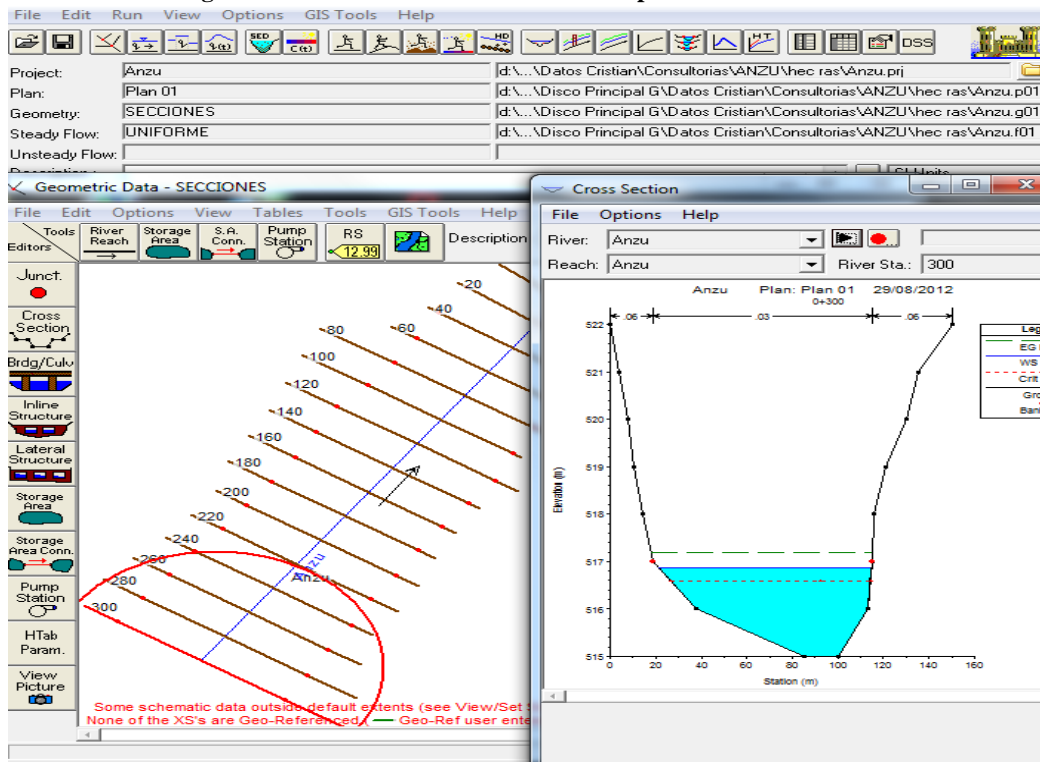 File Edit Run View Options GIS Tools Help
SED
C(t)
HD
HT
DSS
Project: Anzu d:\...\Datos Cristian\Consultorias\ANZU\hec ras\Anzu.prj
Plan: Plan 01 d:\...\Disco Principal G\Datos Cristian\Consultorias\ANZU\hec ras\Anzu.p01
Geometry: SECCIONES d:\...\Disco Principal G\Datos Cristian\Consultorias\ANZU\hec ras\Anzu.g01
Steady Flow: UNIFORME d:\...\Disco Principal G\Datos Cristian\Consultorias\ANZU\hec ras\Anzu.f01
Unsteady Flow:
SI Units
Geometric Data - SECCIONES
File Edit Options View Tables Tools GIS Tools Help
Tools
Editors
River Reach
Storage Area
S.A. Conn.
Pump Station
RS
12.99
Description
Junct.
Cross Section
Brdg/Culv
Inline Structure
Lateral Structure
Storage Area
Storage Area Conn.
Pump Station
HTab Param.
View Picture
20
40
60
80
100
120
140
160
180
200
220
240
260
280
300
Anzu
Anzu
Some schematic data outside default extents (see View/Set S
None of the XS's are Geo-Referenced ( — Geo-Ref user ente
Cross Section
File Options Help
River: Anzu
Reach: Anzu River Sta.: 300
Anzu Plan: Plan 01 29/08/2012
0+300
.06 .03 .06
Leg
EG
WS
Crit
Gro
Ban
522
521
520
519
518
517
516
515
Elevation (m)
0 20 40 60 80 100 120 140 160
Station (m)